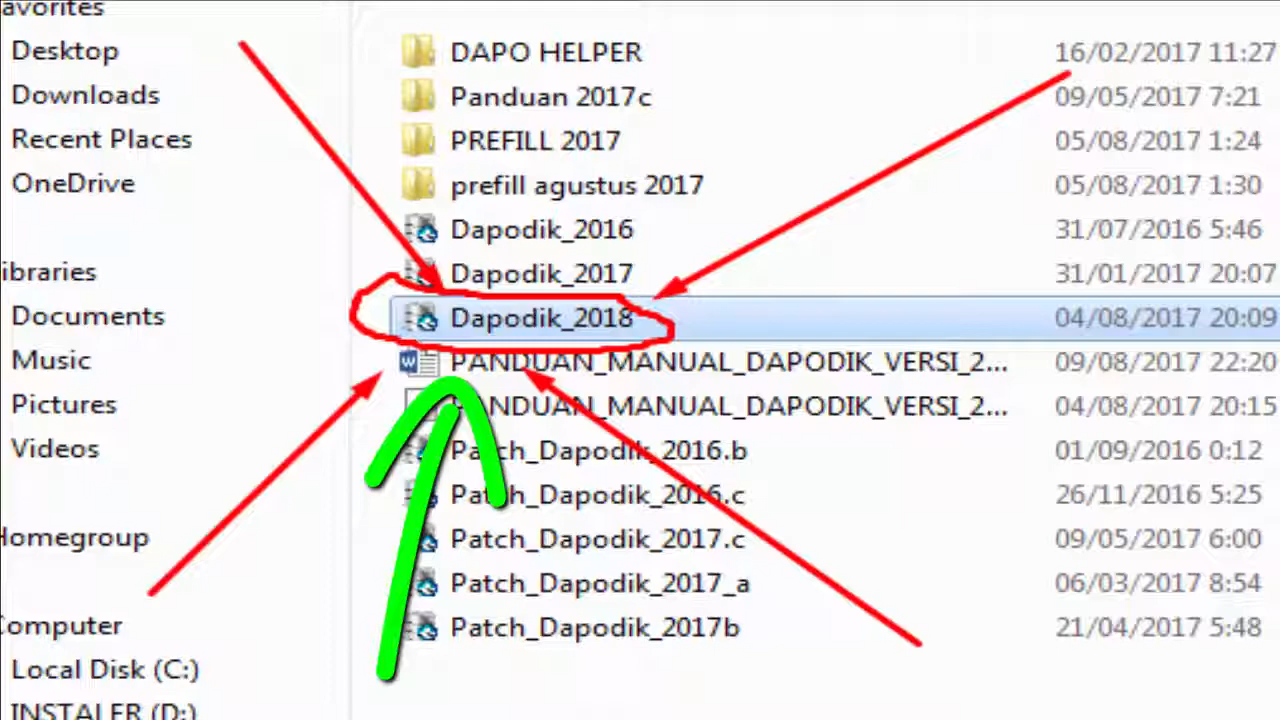 avorites
Desktop
Downloads
Recent Places
OneDrive
ibraries
Documents
Music
Pictures
Videos
Homegroup
Computer
Local Disk (C:)
INSTALER (D:)
DAPO HELPER 16/02/2017 11:27
Panduan 2017c 09/05/2017 7:21
PREFILL 2017 05/08/2017 1:24
prefill agustus 2017 05/08/2017 1:30
Dapodik_2016 31/07/2016 5:46
Dapodik_2017 31/01/2017 20:07
Dapodik_2018 04/08/2017 20:09
PANDUAN_MANUAL_DAPODIK_VERSI_2... 09/08/2017 22:20
PANDUAN_MANUAL_DAPODIK_VERSI_2... 04/08/2017 20:15
Patch_Dapodik_2016.b 01/09/2016 0:12
Patch_Dapodik_2016.c 26/11/2016 5:25
Patch_Dapodik_2017.c 09/05/2017 6:00
Patch_Dapodik_2017_a 06/03/2017 8:54
Patch_Dapodik_2017b 21/04/2017 5:48